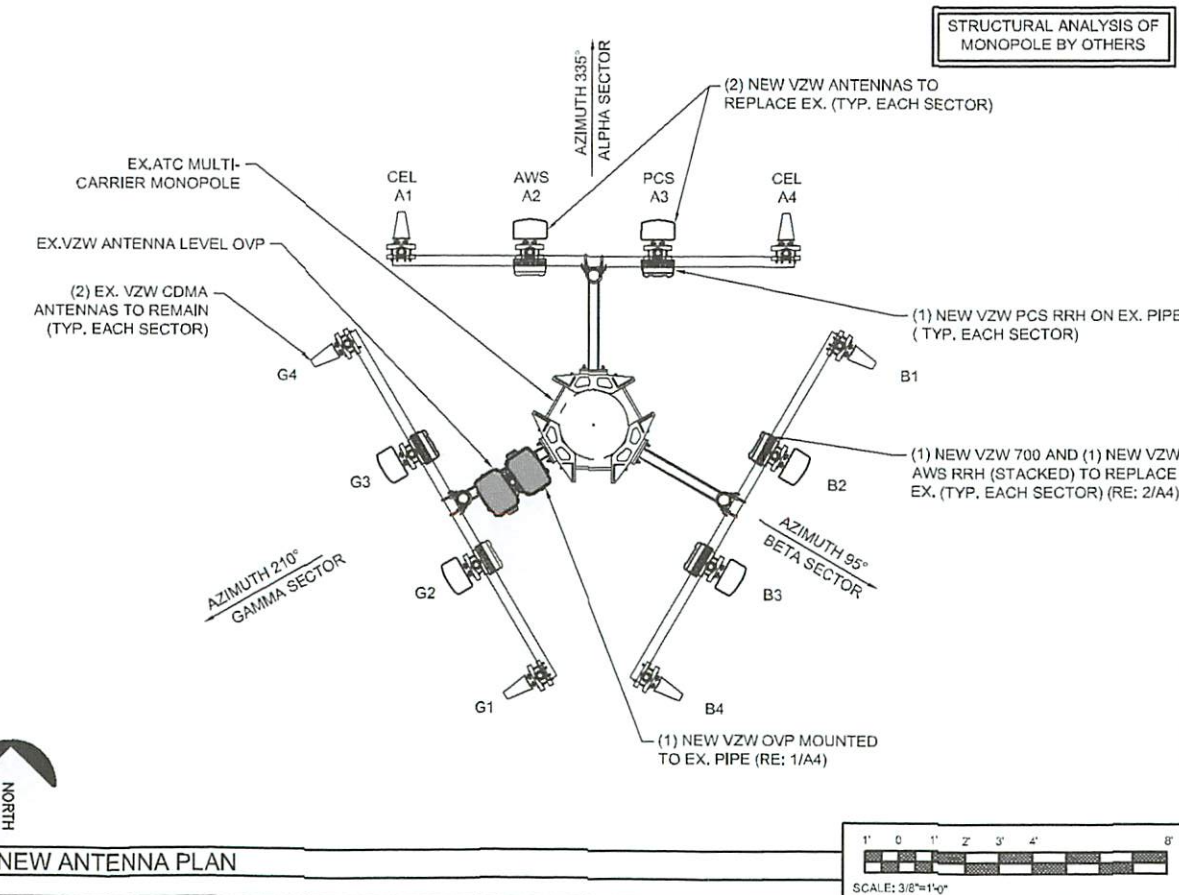 STRUCTURAL ANALYSIS OF
MONOPOLE BY OTHERS
AZIMUTH 335°
ALPHA SECTOR
(2) NEW VZW ANTENNAS TO
REPLACE EX. (TYP. EACH SECTOR)
EX.ATC MULTI-
CARRIER MONOPOLE
CEL
A1
AWS
A2
PCS
A3
CEL
A4
EX.VZW ANTENNA LEVEL OVP
(2) EX. VZW CDMA
ANTENNAS TO REMAIN
(TYP. EACH SECTOR)
(1) NEW VZW PCS RRH ON EX. PIPE
( TYP. EACH SECTOR)
G4
B1
G3
B2
(1) NEW VZW 700 AND (1) NEW VZW
AWS RRH (STACKED) TO REPLACE
EX. (TYP. EACH SECTOR) (RE: 2/A4)
AZIMUTH 210°
GAMMA SECTOR
G2
AZIMUTH 95°
BETA SECTOR
B3
G1
B4
(1) NEW VZW OVP MOUNTED
TO EX. PIPE (RE: 1/A4)
NORTH
NEW ANTENNA PLAN
1' 0 1' 2' 3' 4' 8'
SCALE: 3/8"=1'-0"